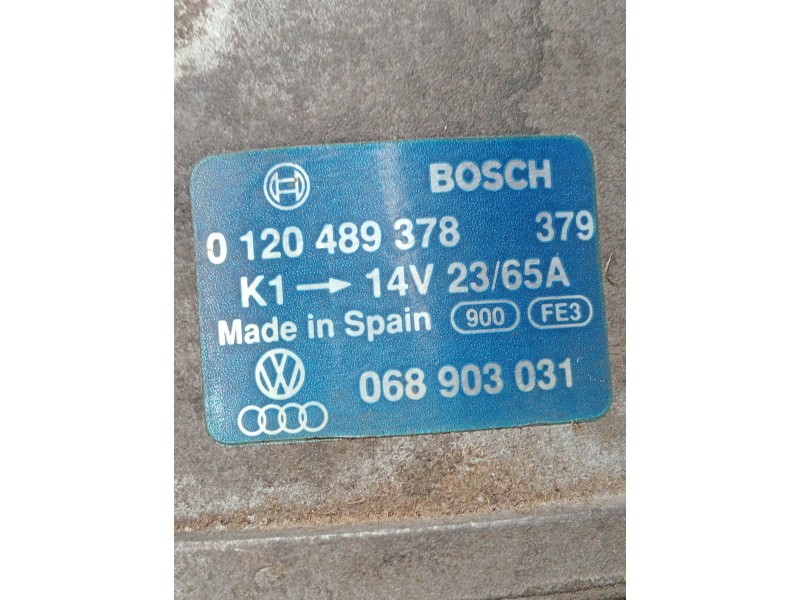 BOSCH
0 120 489 378 379
K1 → 14V 23/65A
Made in Spain 900 FE3
068 903 031